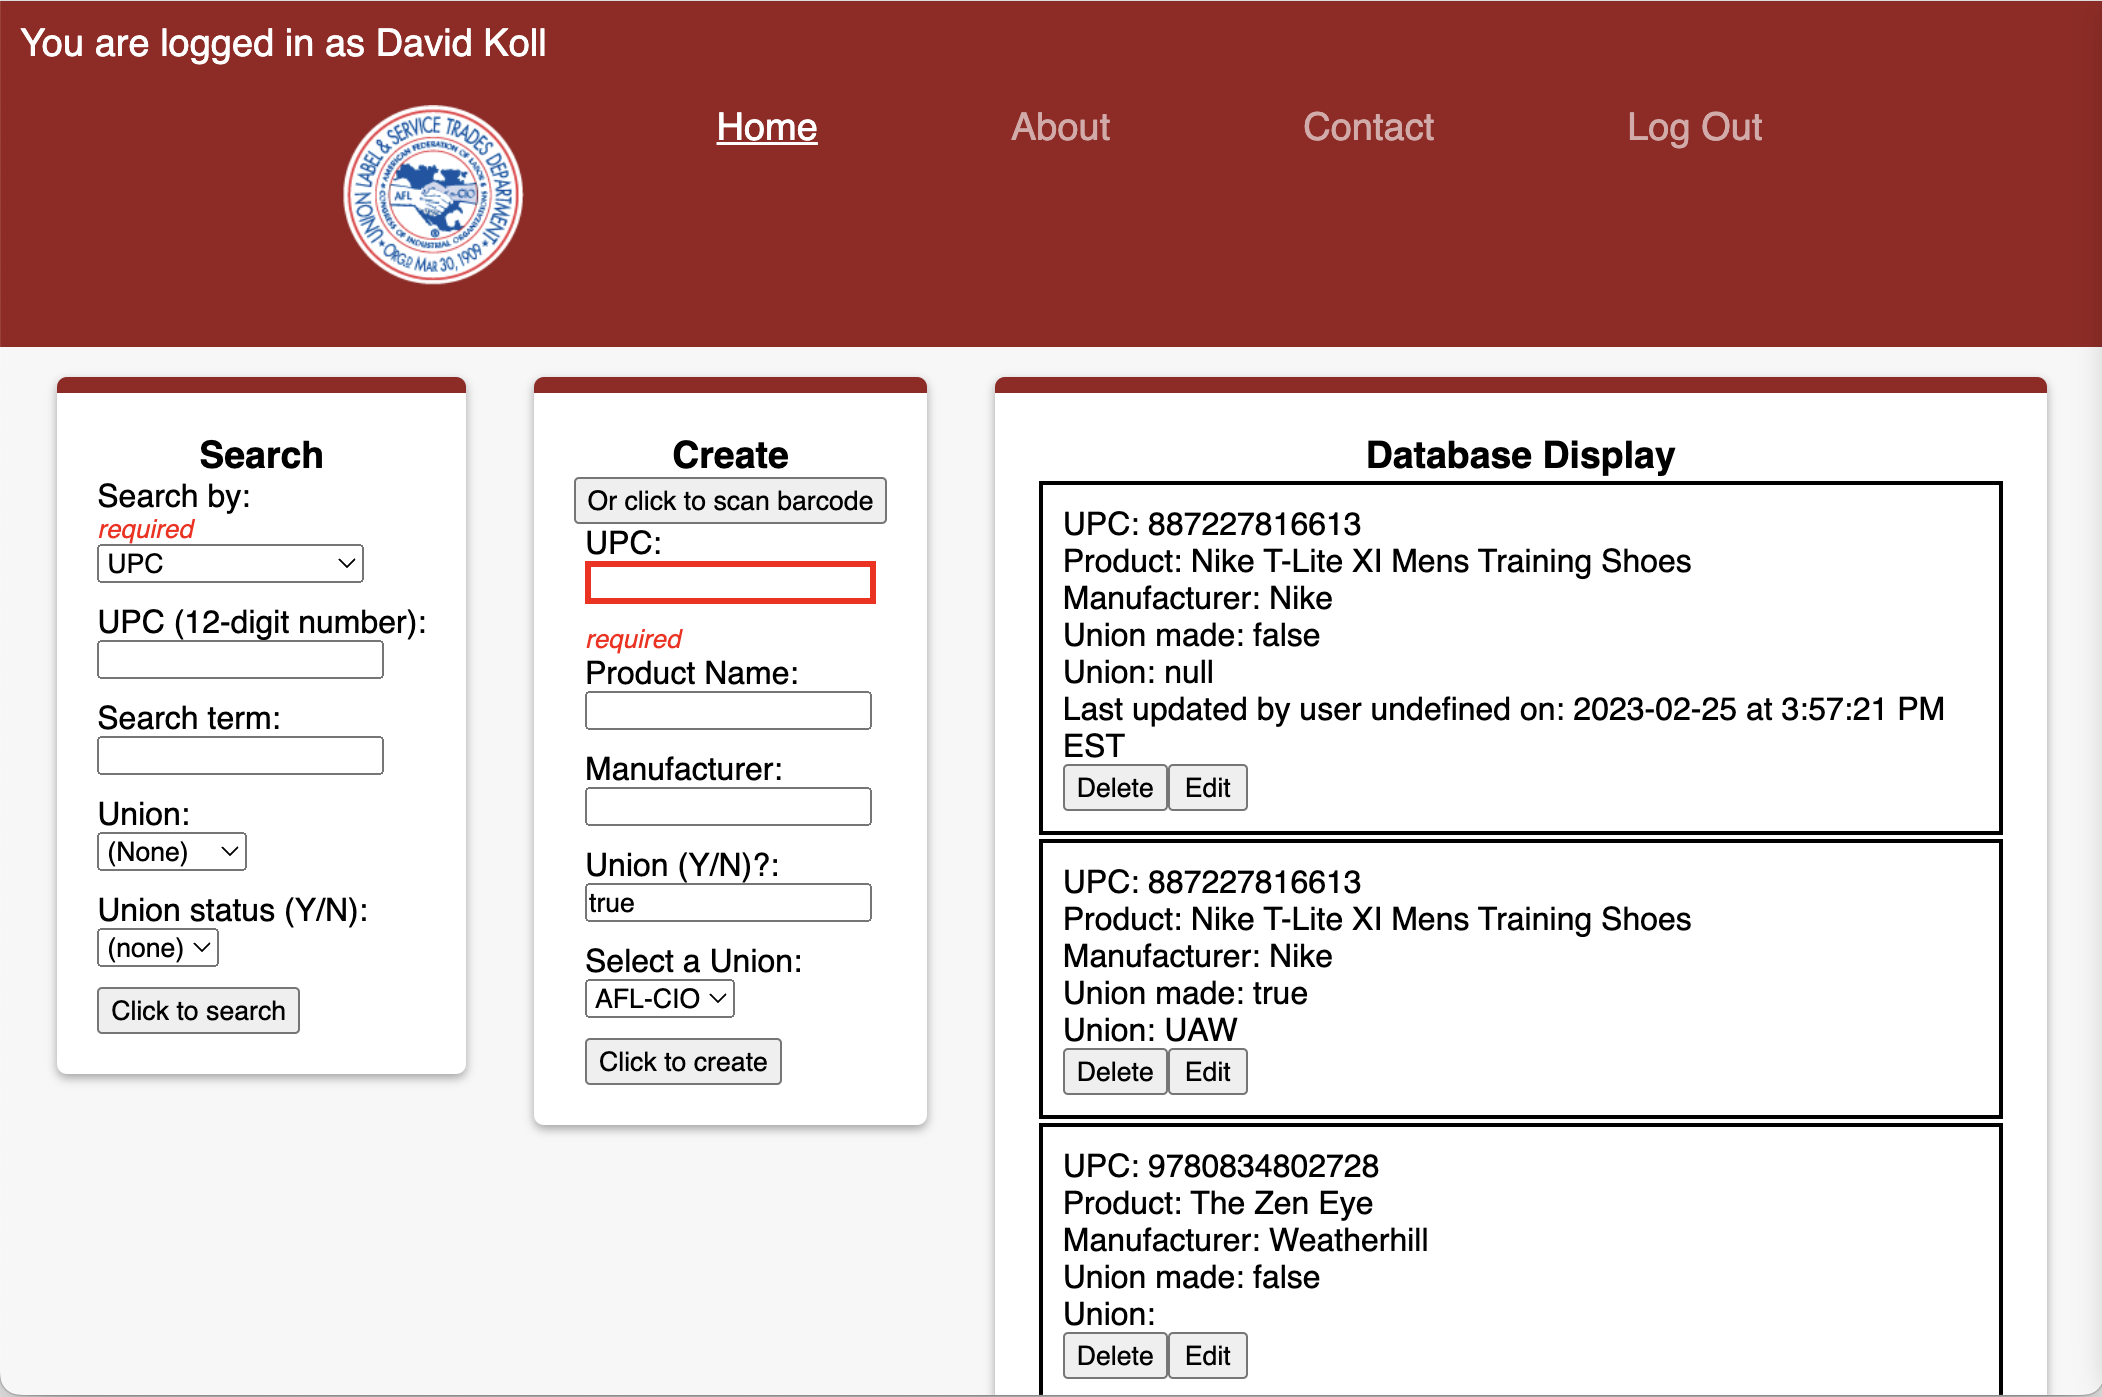 You are logged in as David Koll
UNION LABEL & SERVICE TRADES DEPARTMENT
AMERICAN FEDERATION OF LABOR &
CONGRESS OF INDUSTRIAL ORGANIZATIONS
AFL
CIO
ORG'D MAR 30, 1909
Home
About
Contact
Log Out
Search
Search by:
required
UPC
UPC (12-digit number):
Search term:
Union:
(None)
Union status (Y/N):
(none)
Click to search
Create
Or click to scan barcode
UPC:
required
Product Name:
Manufacturer:
Union (Y/N)?:
true
Select a Union:
AFL-CIO
Click to create
Database Display
UPC: 887227816613
Product: Nike T-Lite XI Mens Training Shoes
Manufacturer: Nike
Union made: false
Union: null
Last updated by user undefined on: 2023-02-25 at 3:57:21 PM
EST
Delete
Edit
UPC: 887227816613
Product: Nike T-Lite XI Mens Training Shoes
Manufacturer: Nike
Union made: true
Union: UAW
Delete
Edit
UPC: 9780834802728
Product: The Zen Eye
Manufacturer: Weatherhill
Union made: false
Union:
Delete
Edit